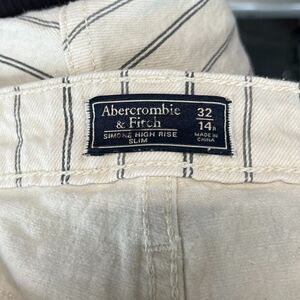 Abercrombie
& Fitch
SIMONE HIGH RISE
SLIM
32
14R
MADE IN
CHINA